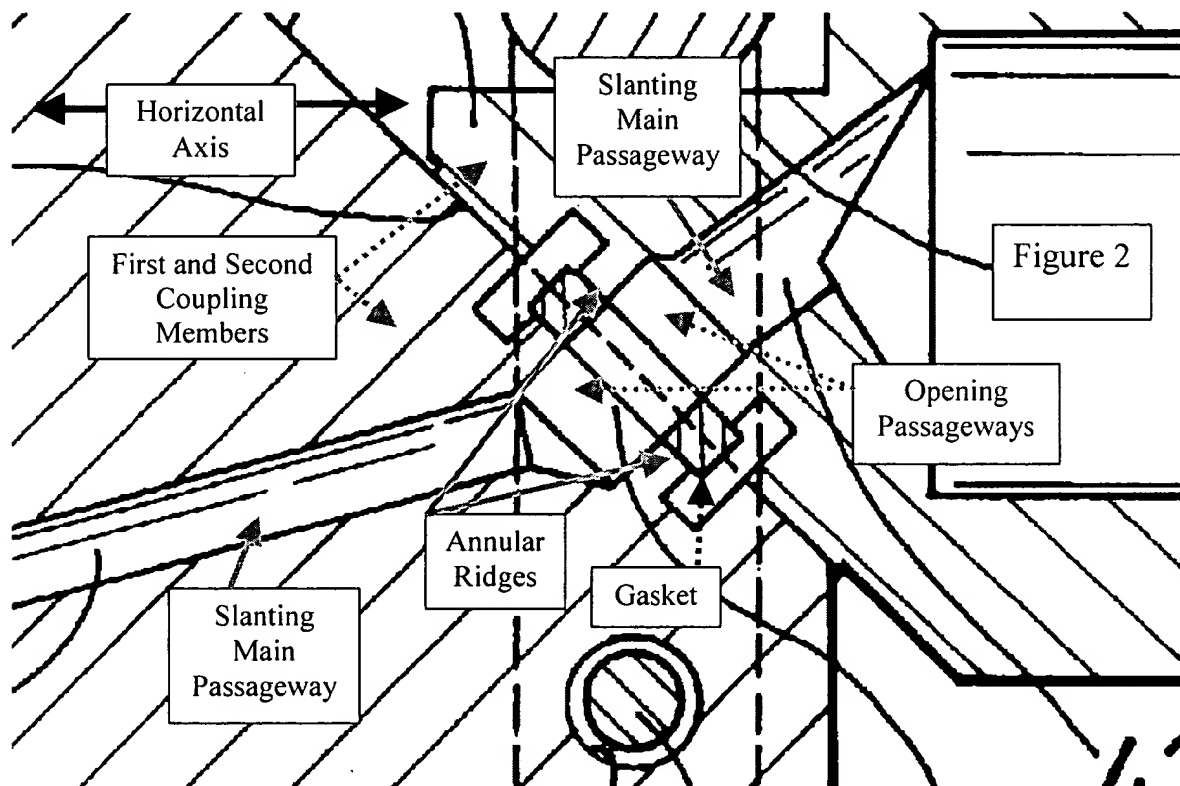 Horizontal
Axis
Slanting
Main
Passageway
First and Second
Coupling
Members
Figure 2
Opening
Passageways
Annular
Ridges
Gasket
Slanting
Main
Passageway